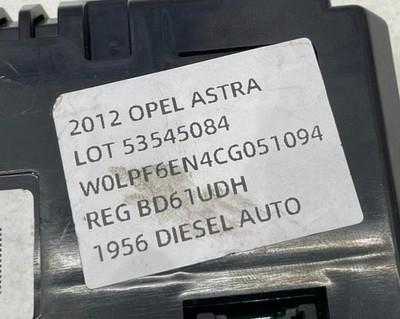 2012 OPEL ASTRA
LOT 53545084
W0LPF6EN4CG051094
REG BD61UDH
1956 DIESEL AUTO